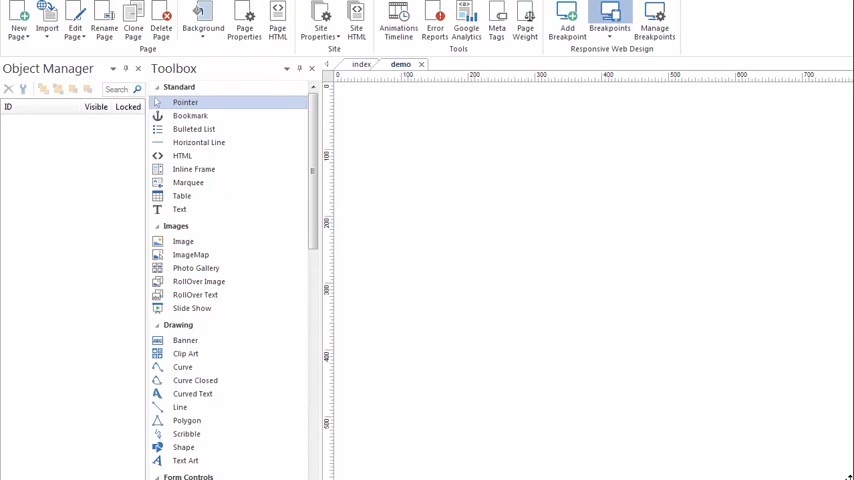 New Page
Import
Edit Page
Rename Page
Clone Page
Delete Page
Background
Page Properties
Page HTML
Site Properties
Site HTML
Animations Timeline
Error Reports
Google Analytics
Meta Tags
Page Weight
Add Breakpoint
Breakpoints
Manage Breakpoints
Page
Site
Tools
Responsive Web Design
Object Manager
Toolbox
index
demo
Search
ID Visible Locked
0 100 200 300 400 500 600 700
0
100
200
300
400
500
Standard
Pointer
Bookmark
Bulleted List
Horizontal Line
HTML
Inline Frame
Marquee
Table
Text
Images
Image
ImageMap
Photo Gallery
RollOver Image
RollOver Text
Slide Show
Drawing
Banner
Clip Art
Curve
Curve Closed
Curved Text
Line
Polygon
Scribble
Shape
Text Art
Form Controls